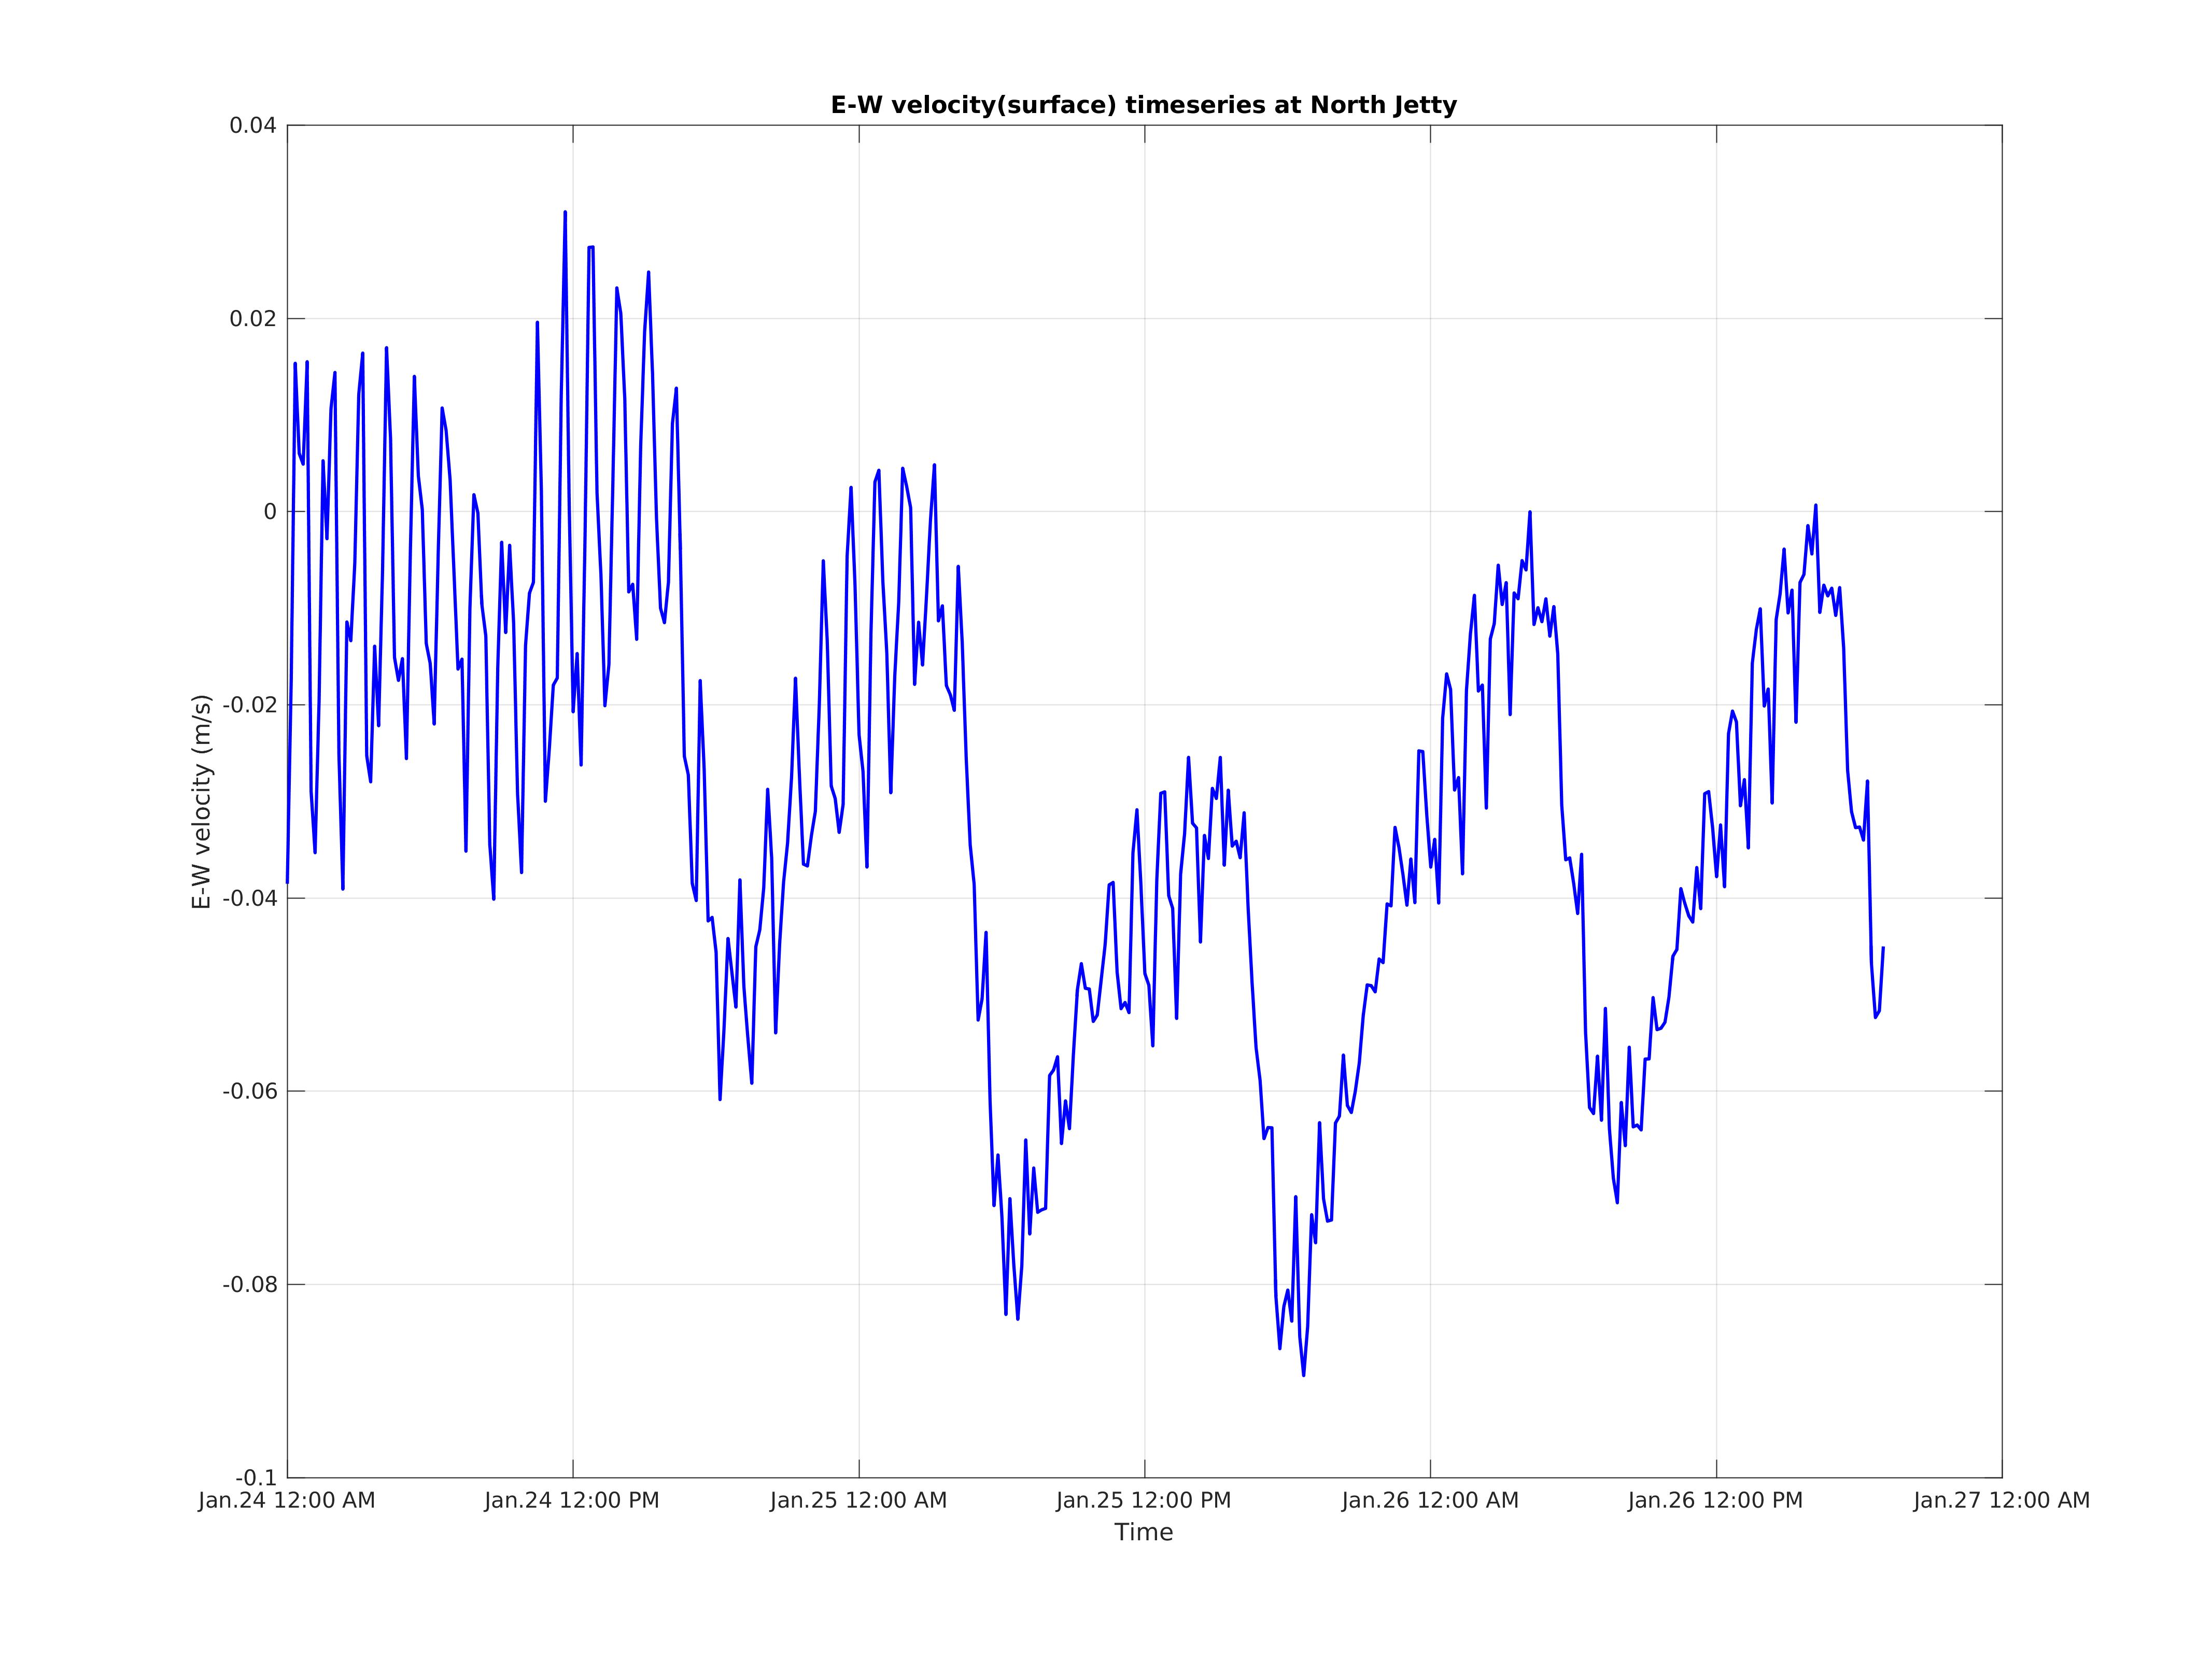 E-W velocity(surface) timeseries at North Jetty
0.04
0.02
0
-0.02
-0.04
-0.06
-0.08
-0.1
E-W velocity (m/s)
Jan.24 12:00 AM
Jan.24 12:00 PM
Jan.25 12:00 AM
Jan.25 12:00 PM
Jan.26 12:00 AM
Jan.26 12:00 PM
Jan.27 12:00 AM
Time